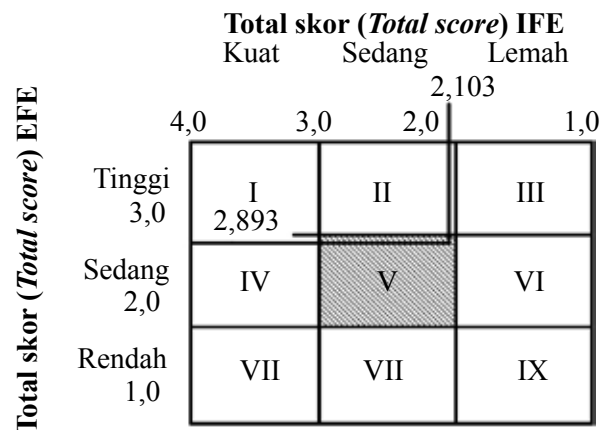 Total skor (Total score) IFE
Kuat Sedang Lemah
2,103
4,0 3,0 2,0 1,0
Total skor (Total score) EFE
Tinggi
3,0
I II III
2,893
Sedang
2,0
IV V VI
Rendah
1,0
VII VII IX